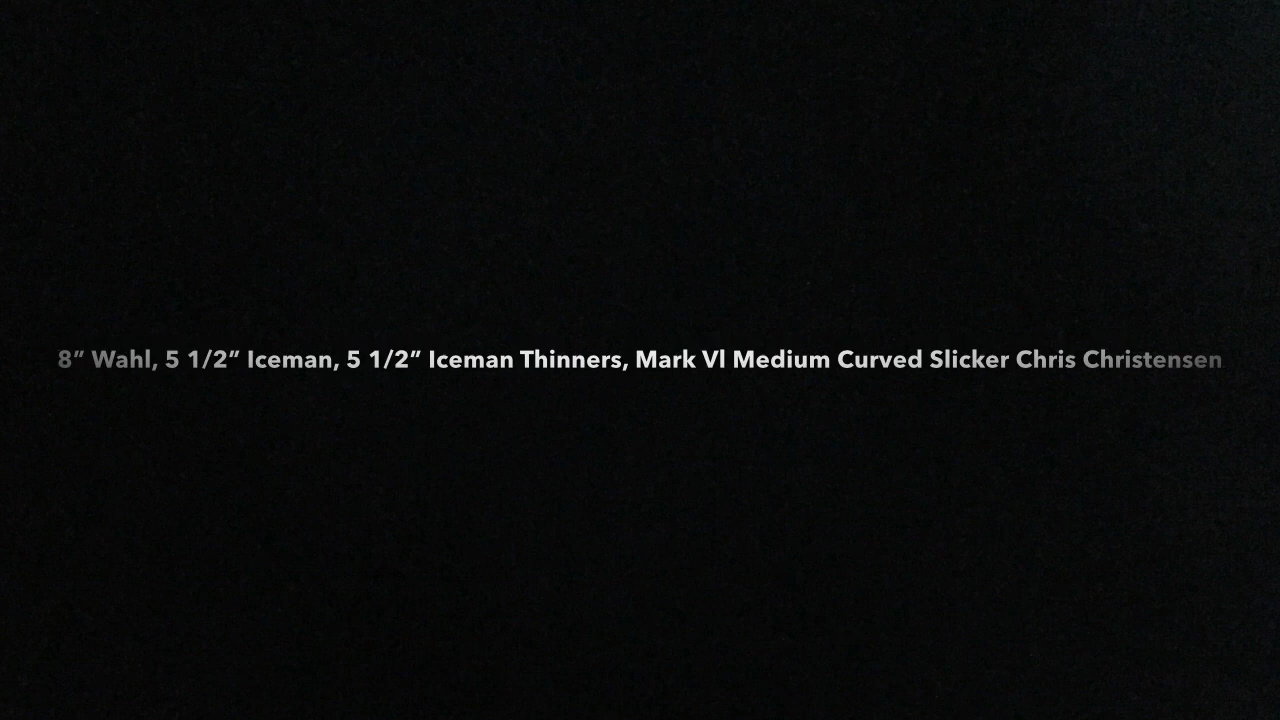 8” Wahl, 5 1/2” Iceman, 5 1/2” Iceman Thinners, Mark Vl Medium Curved Slicker Chris Christensen